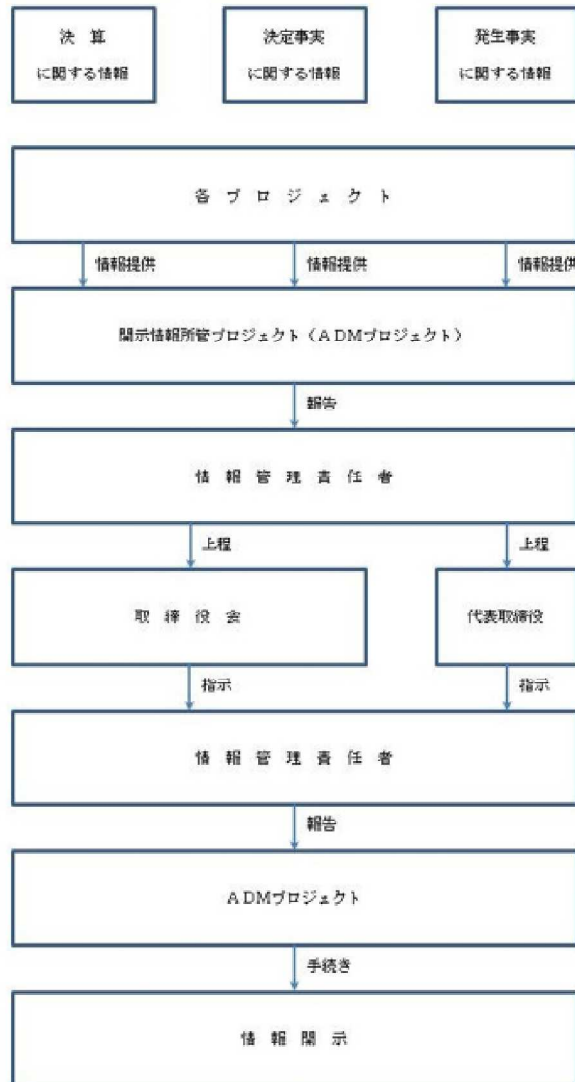 決 算
に関する情報
決定事実
に関する情報
発生事実
に関する情報
各 プ ロ ジ ェ ク ト
情報提供
情報提供
情報提供
開示情報所管プロジェクト（ADMプロジェクト）
報告
情 報 管 理 責 任 者
上程
上程
取 締 役 会
代表取締役
指示
指示
情 報 管 理 責 任 者
報告
ADMプロジェクト
手続き
情 報 開 示